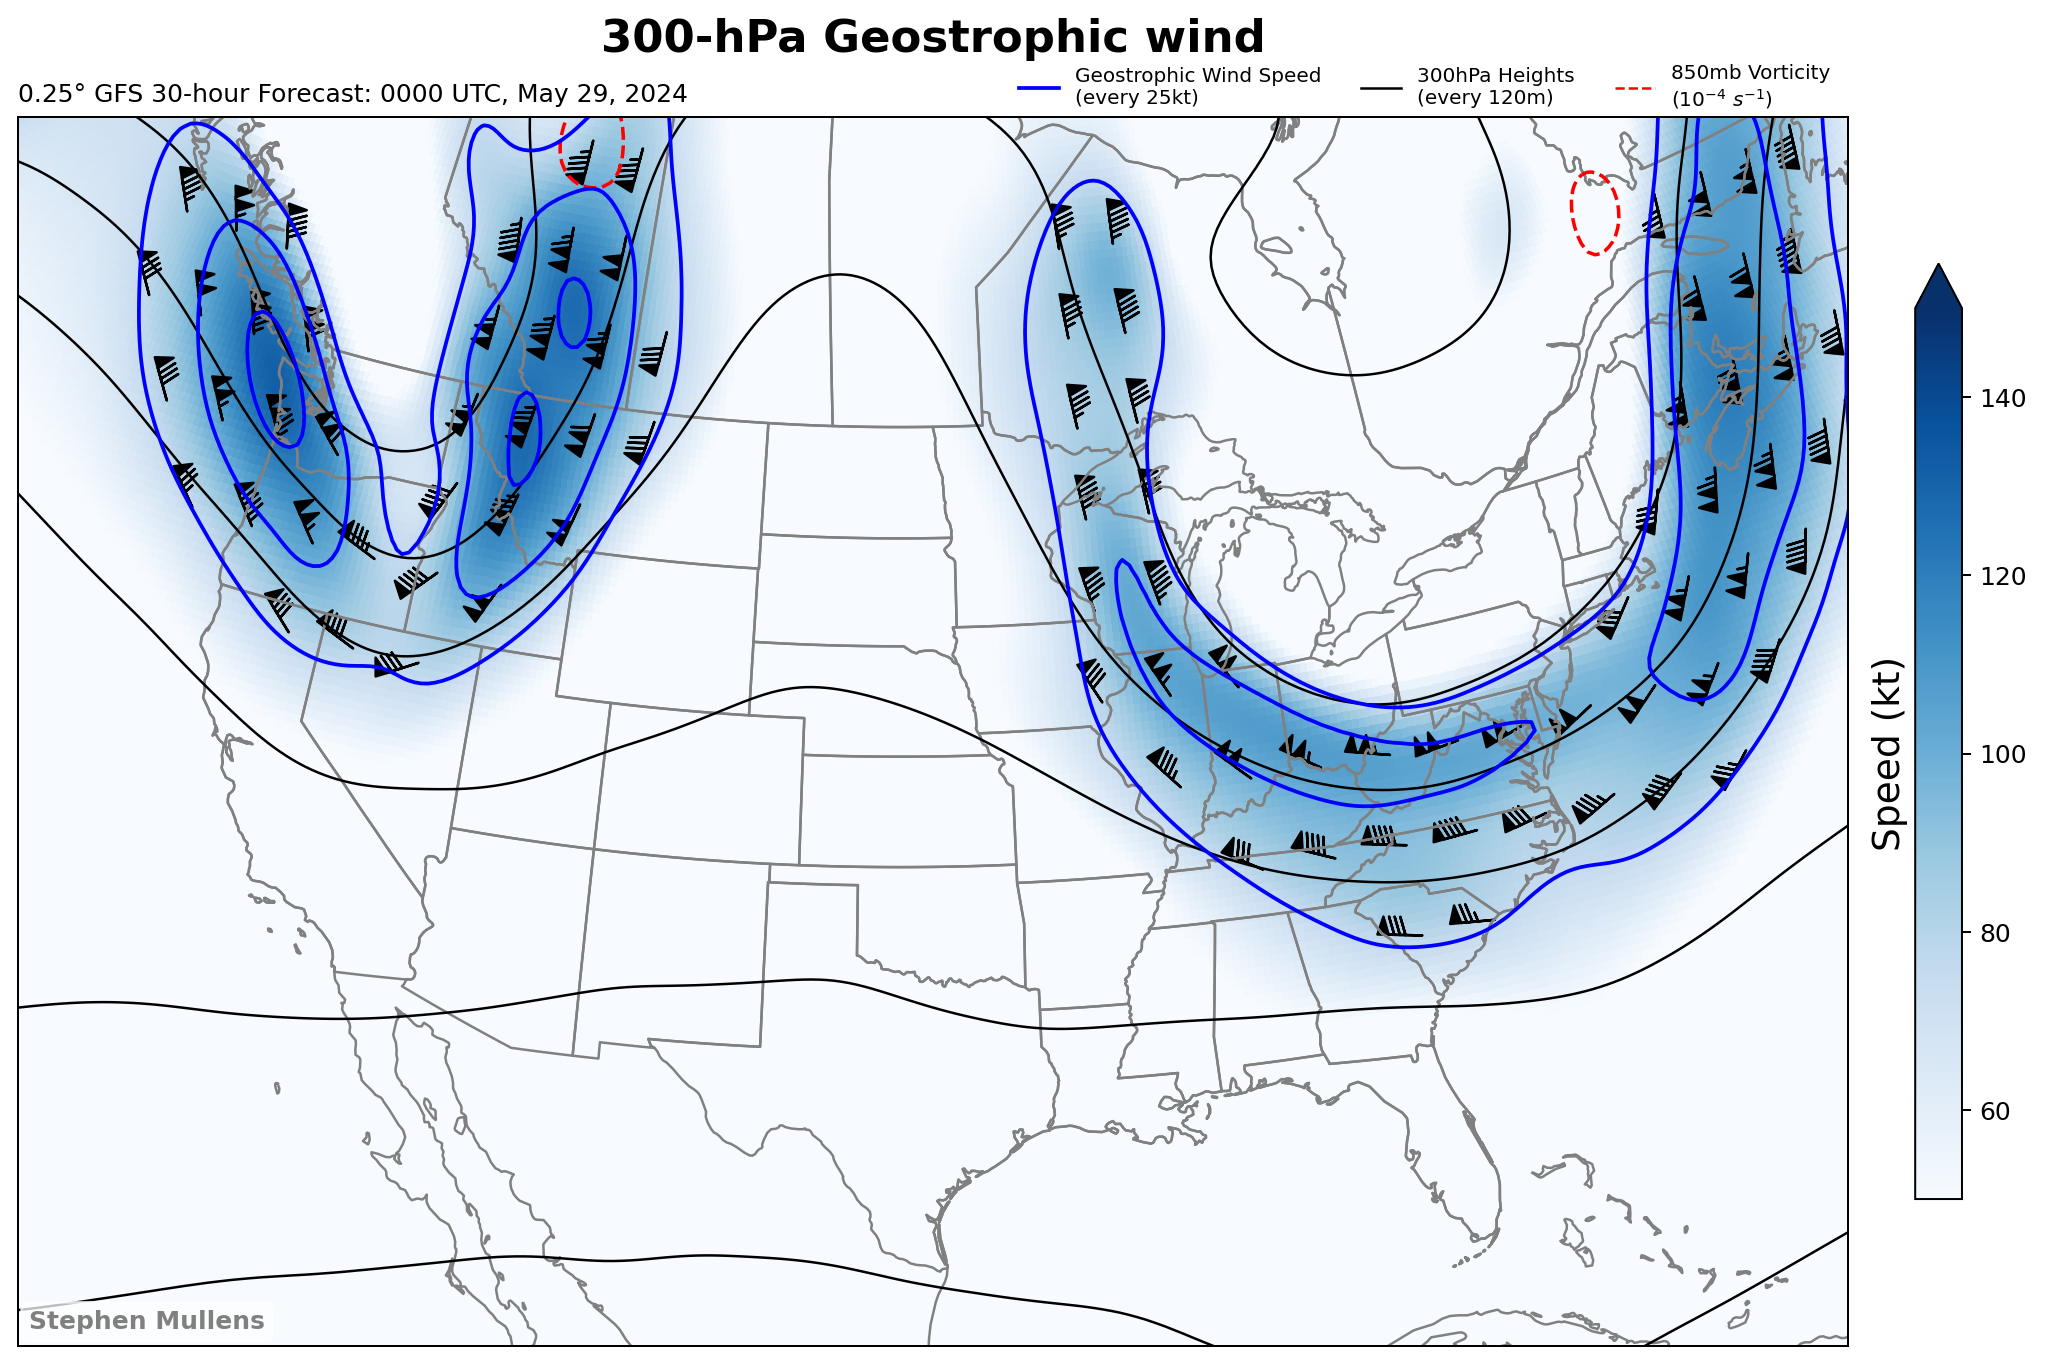 300-hPa Geostrophic wind
0.25° GFS 30-hour Forecast: 0000 UTC, May 29, 2024
Geostrophic Wind Speed
(every 25kt)
300hPa Heights
(every 120m)
850mb Vorticity
(10⁻⁴ s⁻¹)
140
120
100
80
60
Speed (kt)
Stephen Mullens